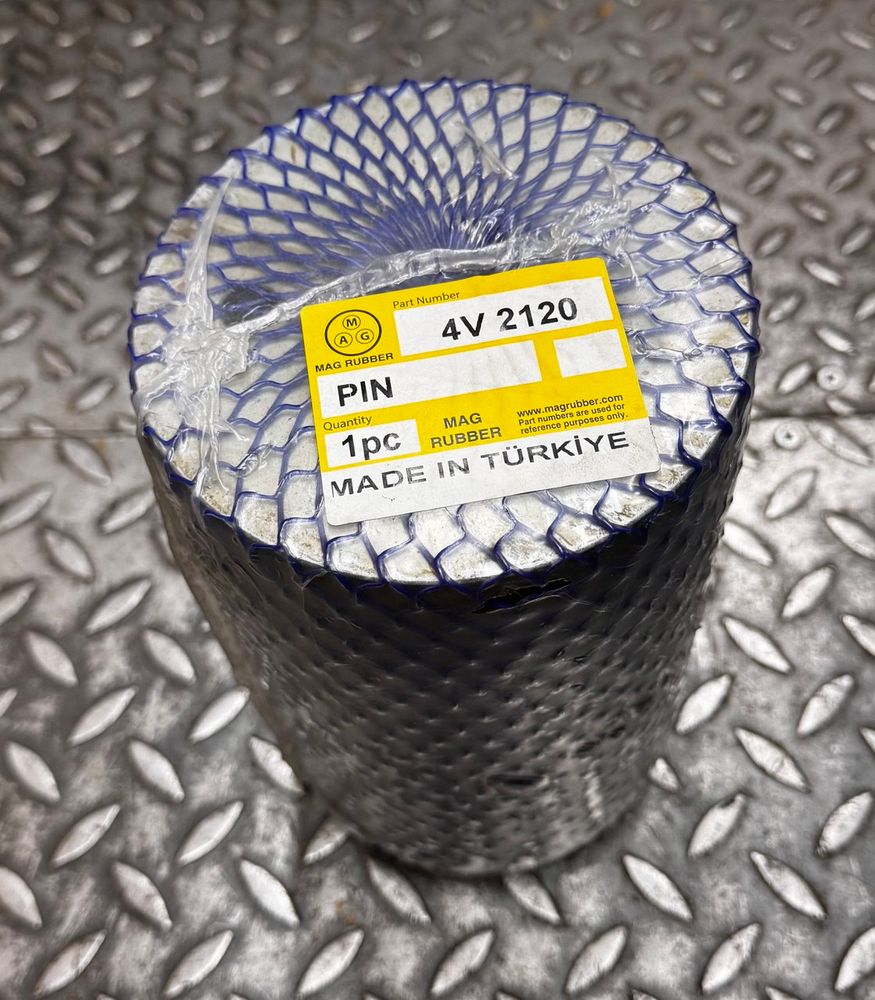 Part Number
4V 2120
M
A G
MAG RUBBER
PIN
Quantity
1pc
MAG
RUBBER
www.magrubber.com
Part numbers are used for
reference purposes only.
MADE IN TÜRKİYE